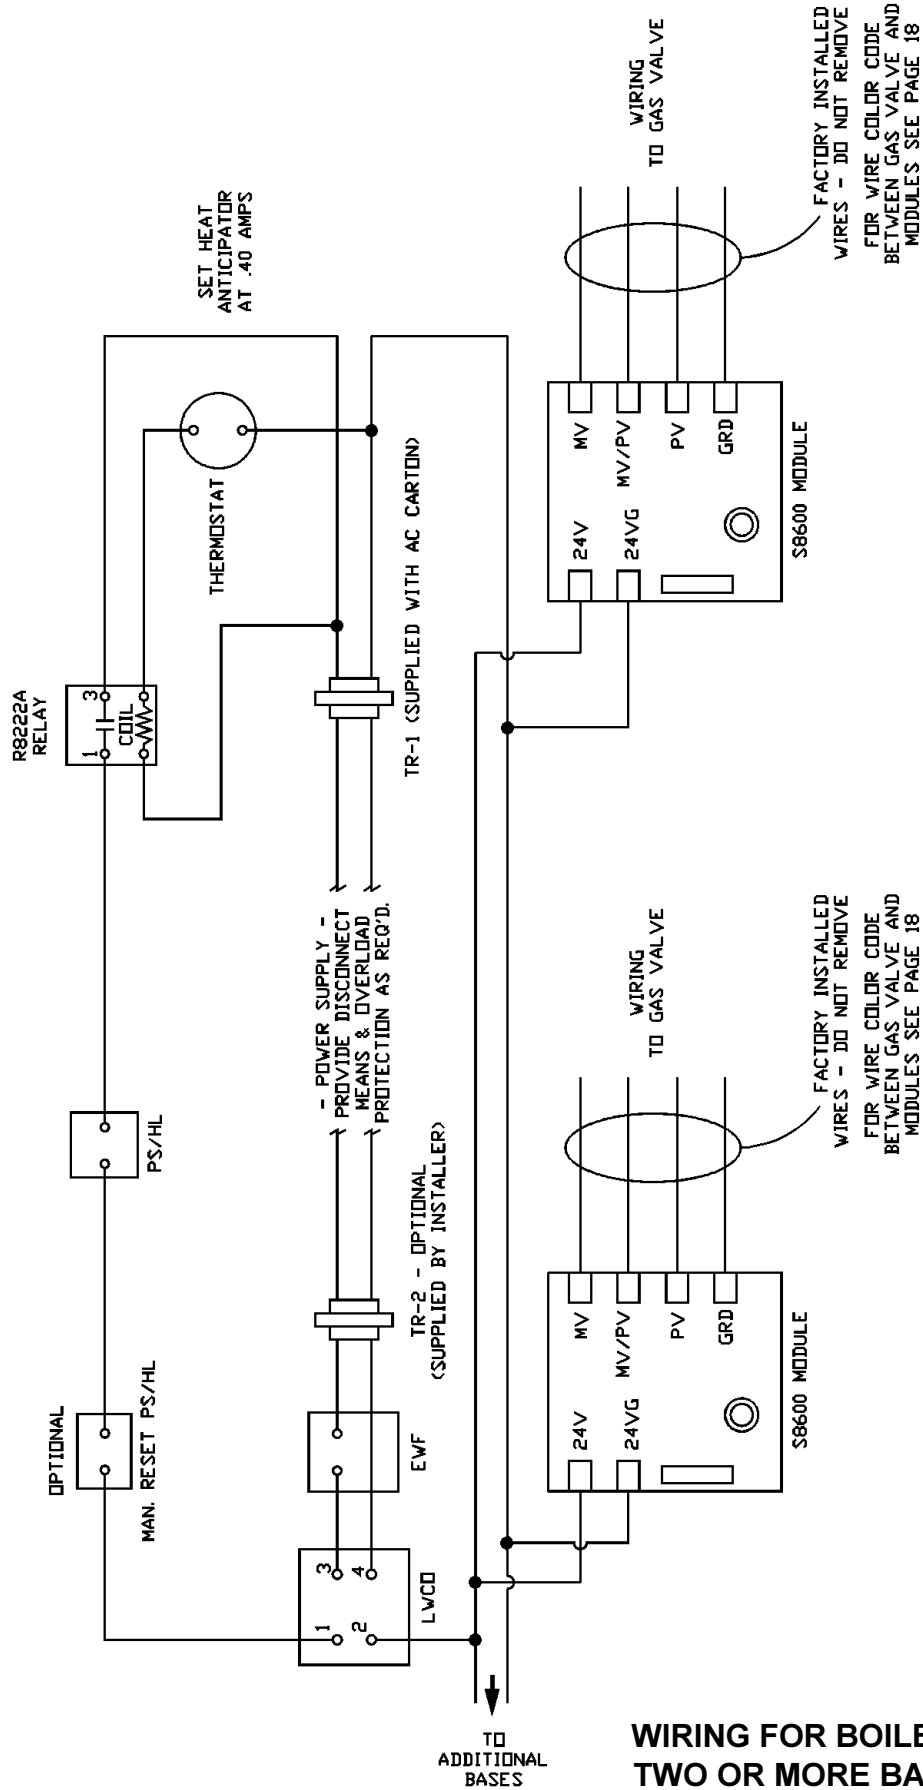 R8222A
RELAY
1
3
COIL
THERMOSTAT
SET HEAT
ANTICIPATOR
AT .40 AMPS
PS/HL
OPTIONAL
MAN. RESET PS/HL
- POWER SUPPLY -
PROVIDE DISCONNECT
MEANS & OVERLOAD
PROTECTION AS REQ'D.
TR-1 (SUPPLIED WITH AC CARTON)
TR-2 - OPTIONAL
(SUPPLIED BY INSTALLER)
EWF
1
3
2
4
LWCO
TO
ADDITIONAL
BASES
24V
24VG
MV
MV/PV
PV
GRD
S8600 MODULE
WIRING
TO GAS VALVE
FACTORY INSTALLED
WIRES - DO NOT REMOVE
FOR WIRE COLOR CODE
BETWEEN GAS VALVE AND
MODULES SEE PAGE 18
24V
24VG
MV
MV/PV
PV
GRD
S8600 MODULE
WIRING
TO GAS VALVE
FACTORY INSTALLED
WIRES - DO NOT REMOVE
FOR WIRE COLOR CODE
BETWEEN GAS VALVE AND
MODULES SEE PAGE 18
WIRING FOR BOILE
TWO OR MORE BA